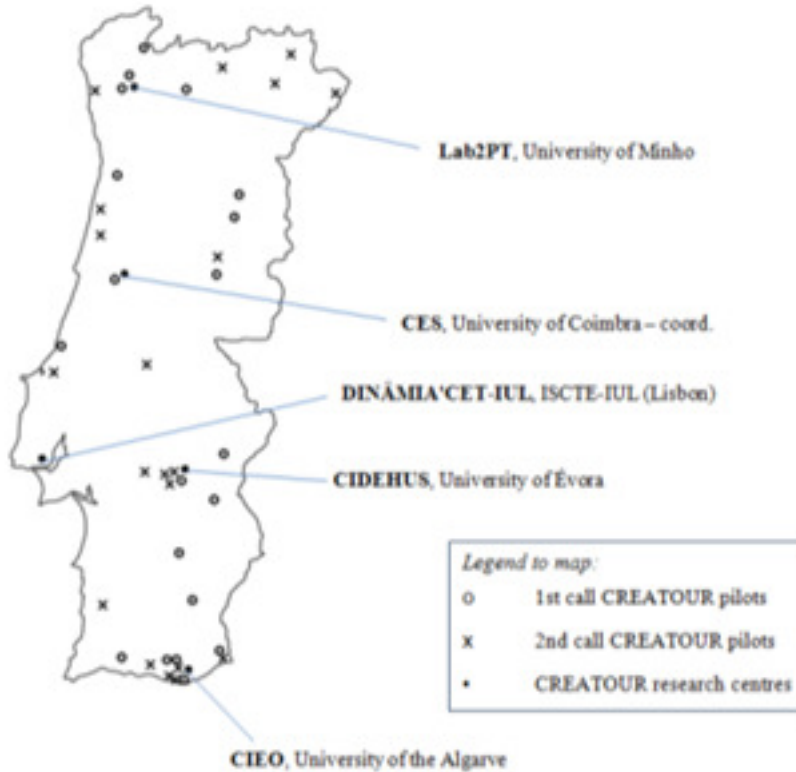 Lab2PT, University of Minho
CES, University of Coimbra – coord.
DINÂMIA'CET-IUL, ISCTE-IUL (Lisbon)
CIDEHUS, University of Évora
Legend to map:
o 1st call CREATOUR pilots
x 2nd call CREATOUR pilots
• CREATOUR research centres
CIEO, University of the Algarve